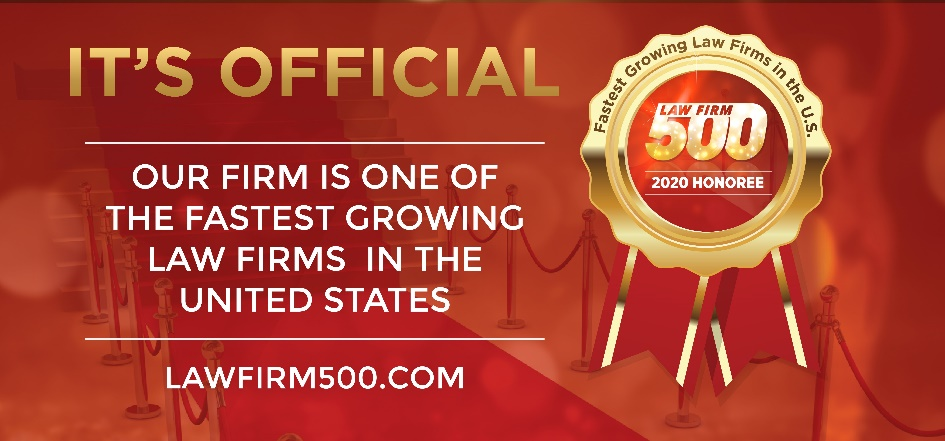 IT'S OFFICIAL
OUR FIRM IS ONE OF
THE FASTEST GROWING
LAW FIRMS IN THE
UNITED STATES
LAWFIRM500.COM
Fastest Growing Law Firms in the U.S.
LAW FIRM
500
2020 HONOREE